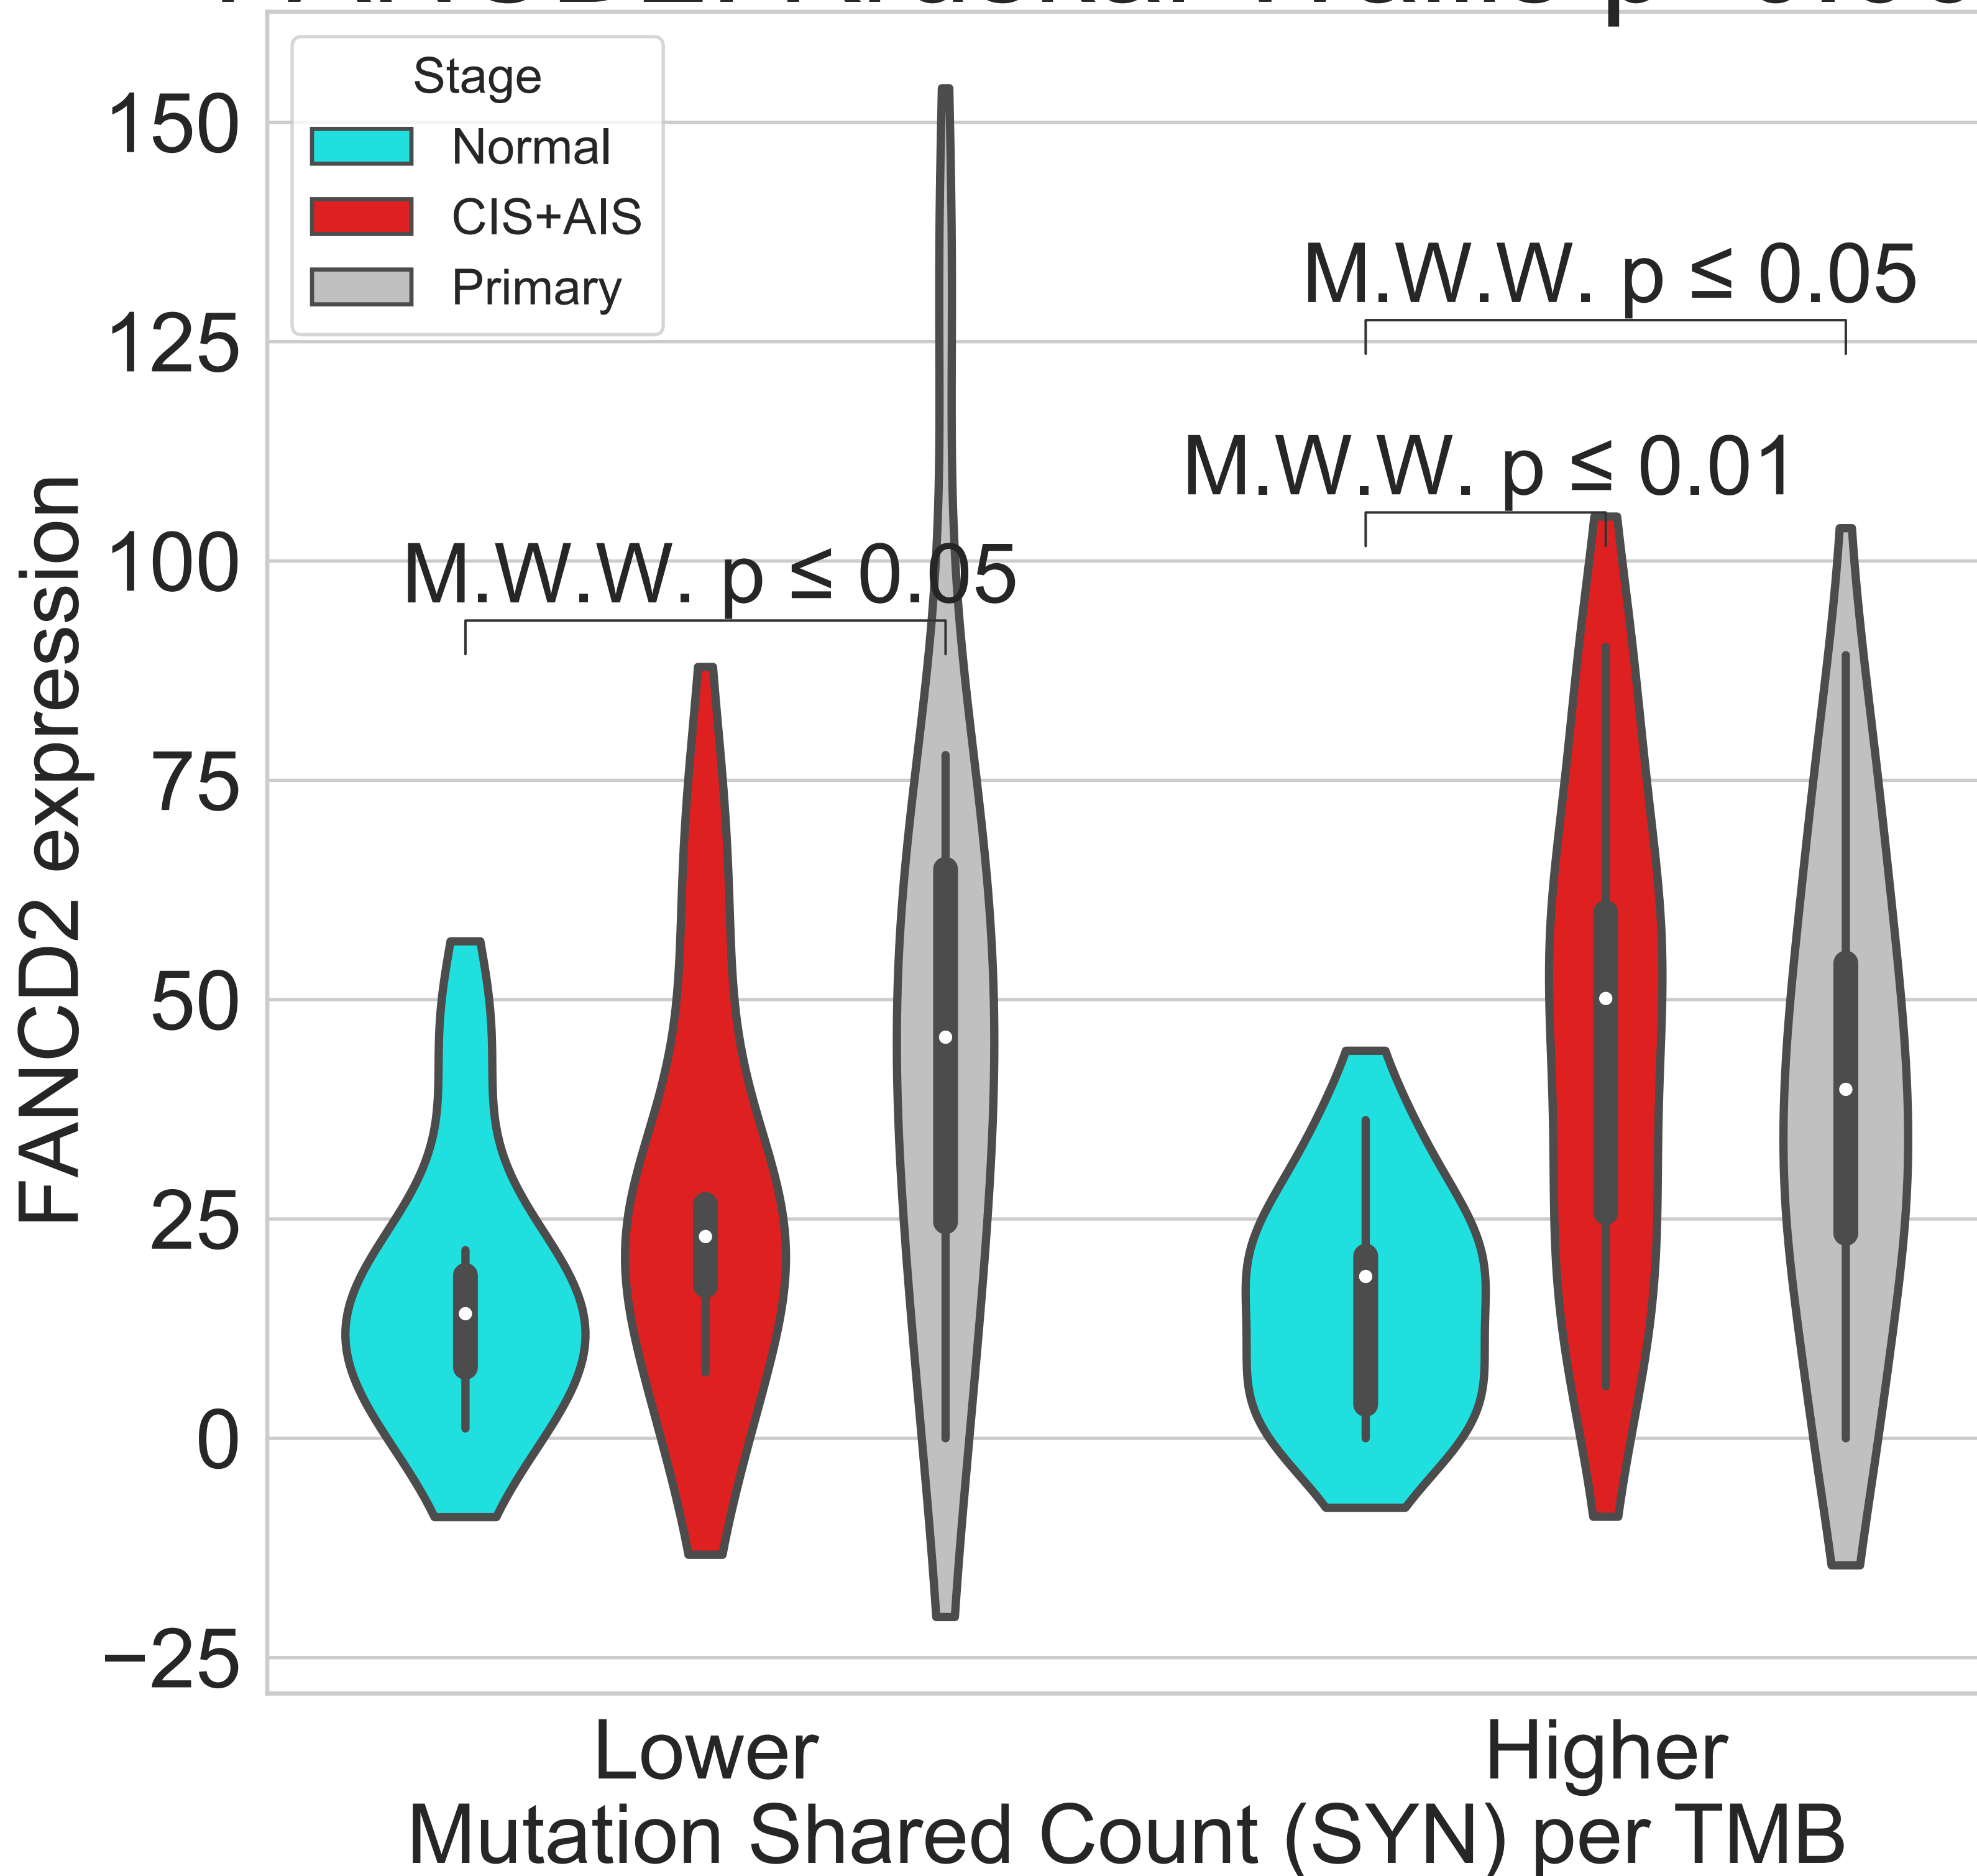 Stage
Normal
CIS+AIS
Primary
M.W.W. p ≤ 0.05
M.W.W. p ≤ 0.01
M.W.W. p ≤ 0.05
150
125
100
75
50
25
0
−25
FANCD2 expression
Lower
Higher
Mutation Shared Count (SYN) per TMB